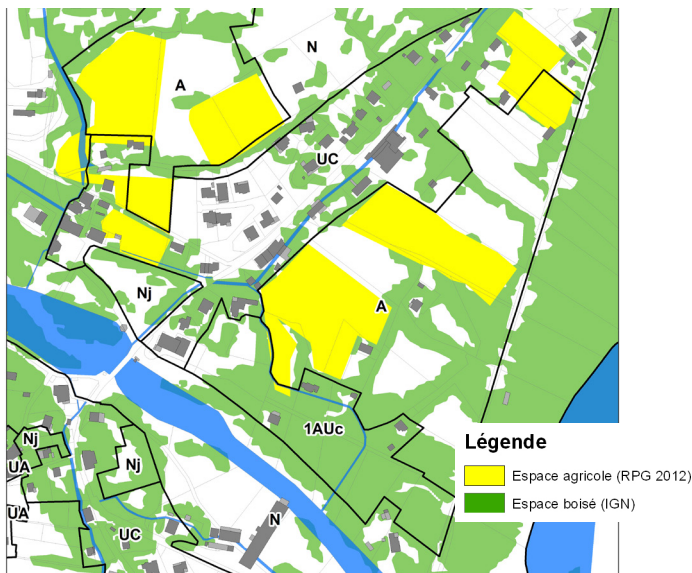 N
A
UC
Nj
A
1AUc
Légende
Nj
UA
Nj
Espace agricole (RPG 2012)
Espace boisé (IGN)
UA
N
UC